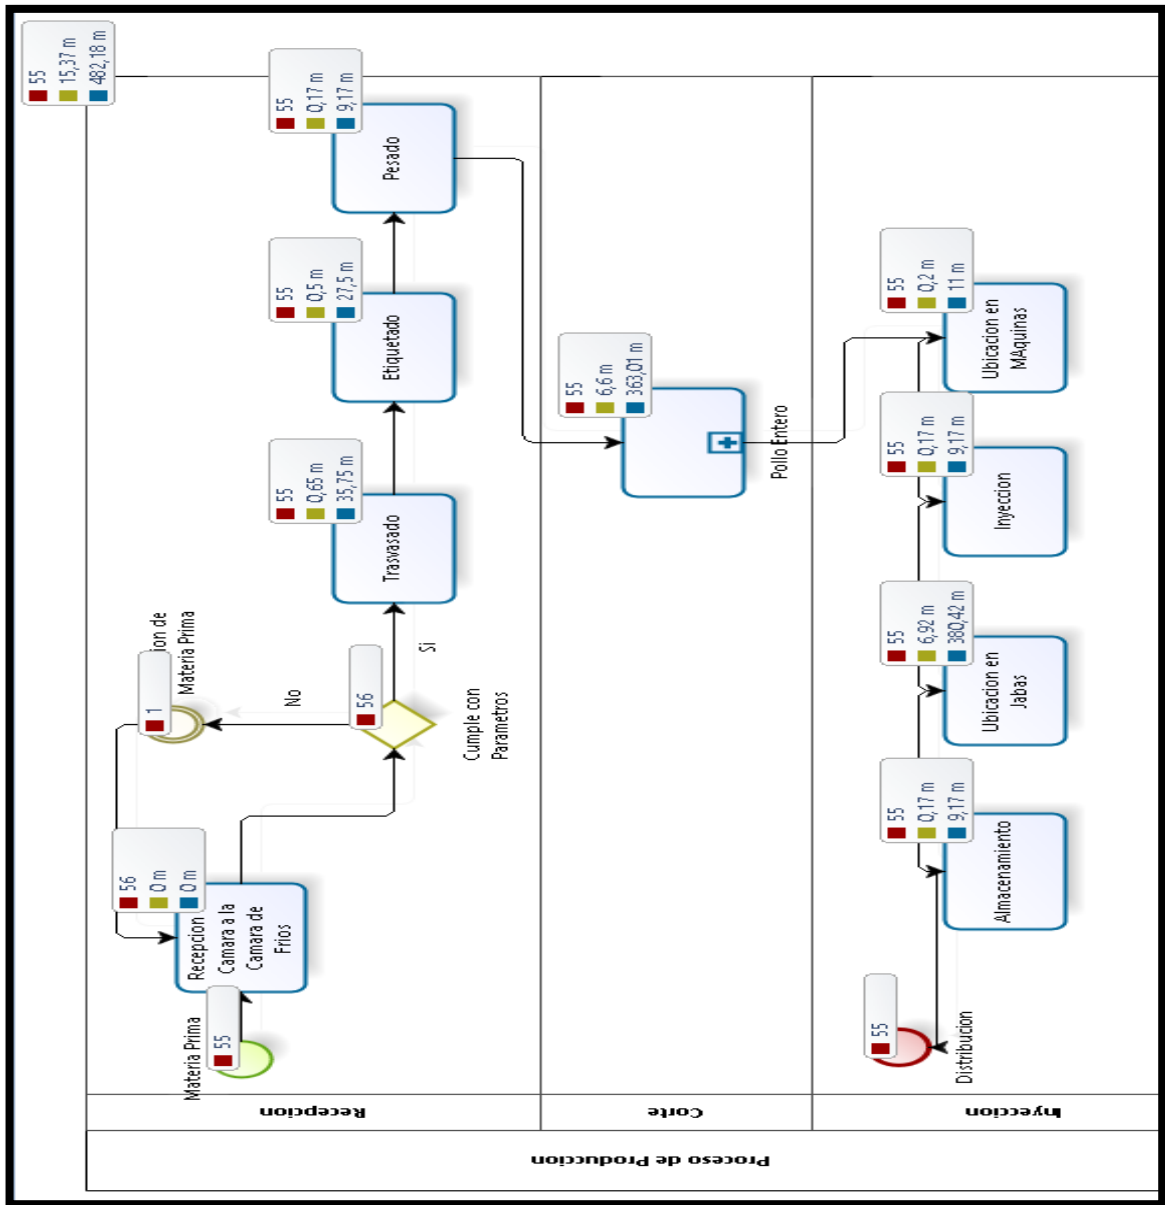 55
15,37 m
482,18 m
Proceso de Produccion
Recepcion
Materia Prima
55
Recepcion
Camara a la
Camara de
Frios
56
0 m
0 m
Cumple con
Parametros
56
No
Si
ion de
Materia Prima
1
Trasvasado
55
0,65 m
35,75 m
Etiquetado
55
0,5 m
27,5 m
Pesado
55
0,17 m
9,17 m
Corte
Pollo Entero
55
6,6 m
363,01 m
Inyeccion
Distribucion
55
Almacenamiento
55
0,17 m
9,17 m
Ubicacion en
Jabas
55
6,92 m
380,42 m
Inyeccion
55
0,17 m
9,17 m
Ubicacion en
MAquinas
55
0,2 m
11 m